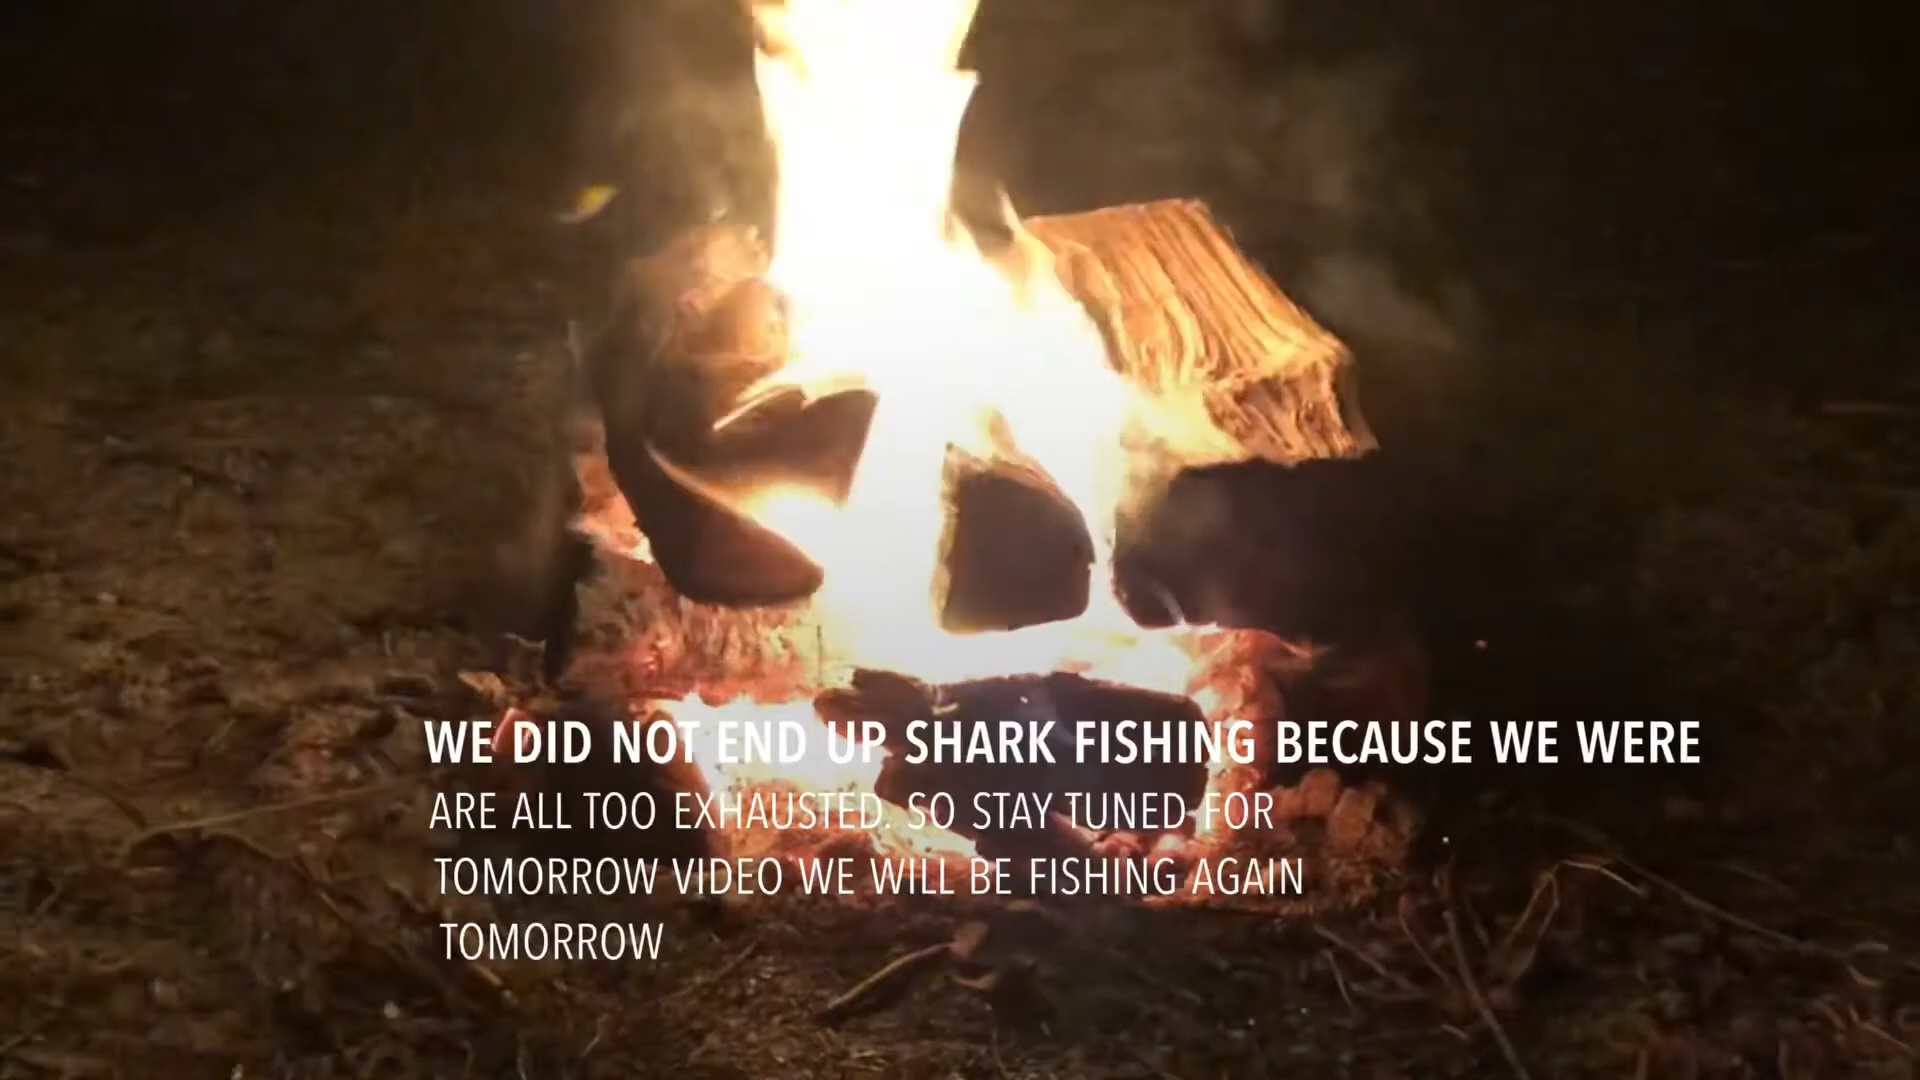 WE DID NOT END UP SHARK FISHING BECAUSE WE WERE
ARE ALL TOO EXHAUSTED. SO STAY TUNED FOR
TOMORROW VIDEO WE WILL BE FISHING AGAIN
TOMORROW